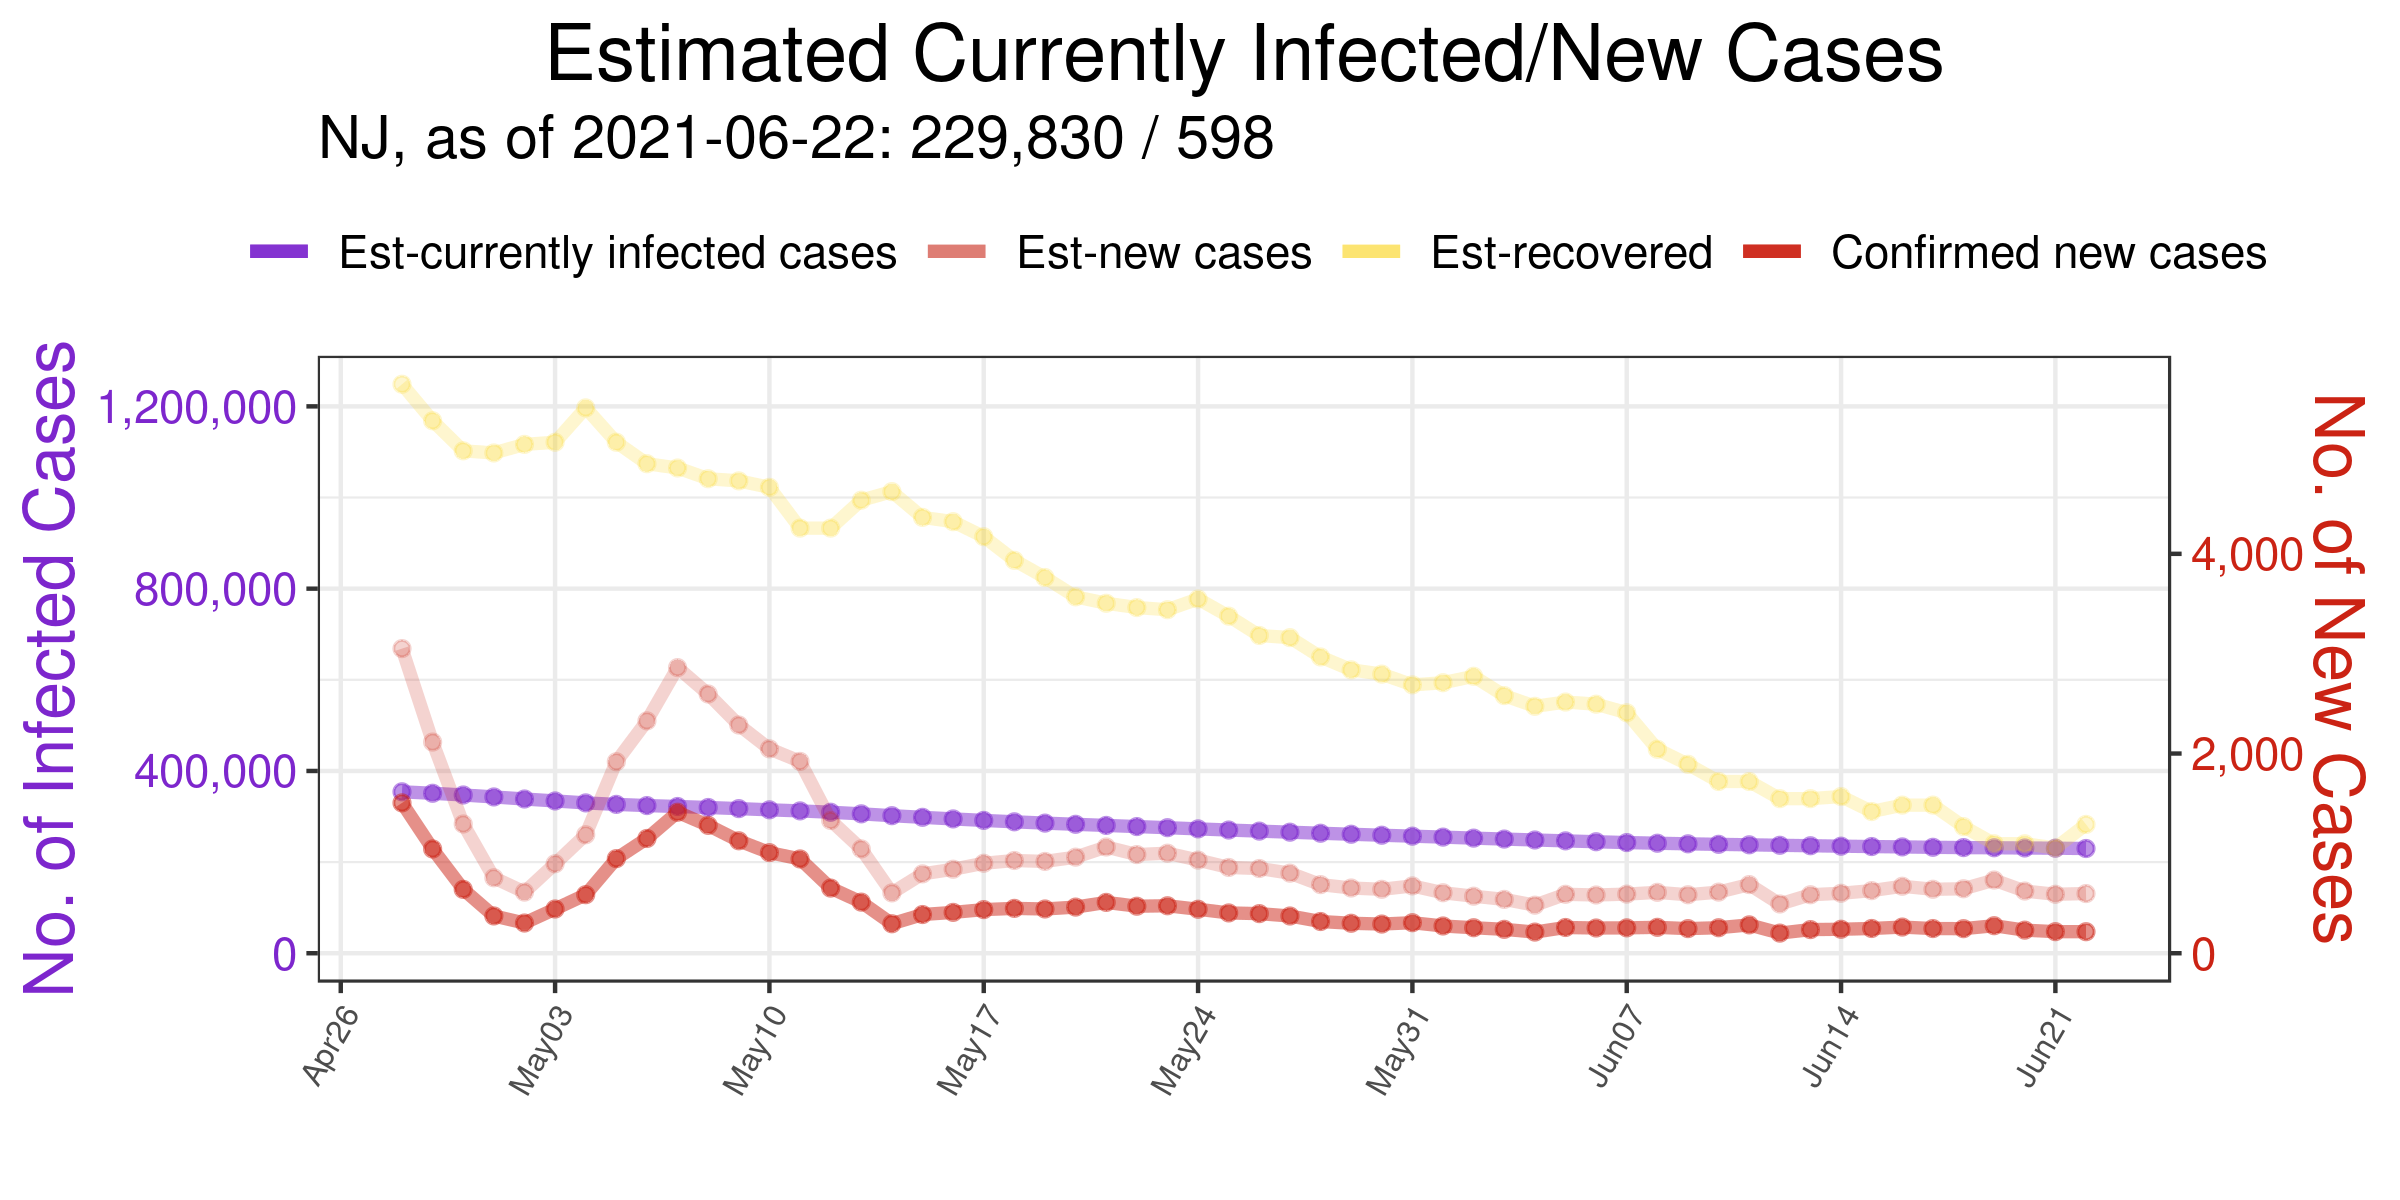 Estimated Currently Infected/New Cases
NJ, as of 2021-06-22: 229,830 / 598
Est-currently infected cases Est-new cases Est-recovered Confirmed new cases
No. of Infected Cases
1,200,000
800,000
400,000
0
4,000
2,000
0
No. of New Cases
Apr26 May03 May10 May17 May24 May31 Jun07 Jun14 Jun21